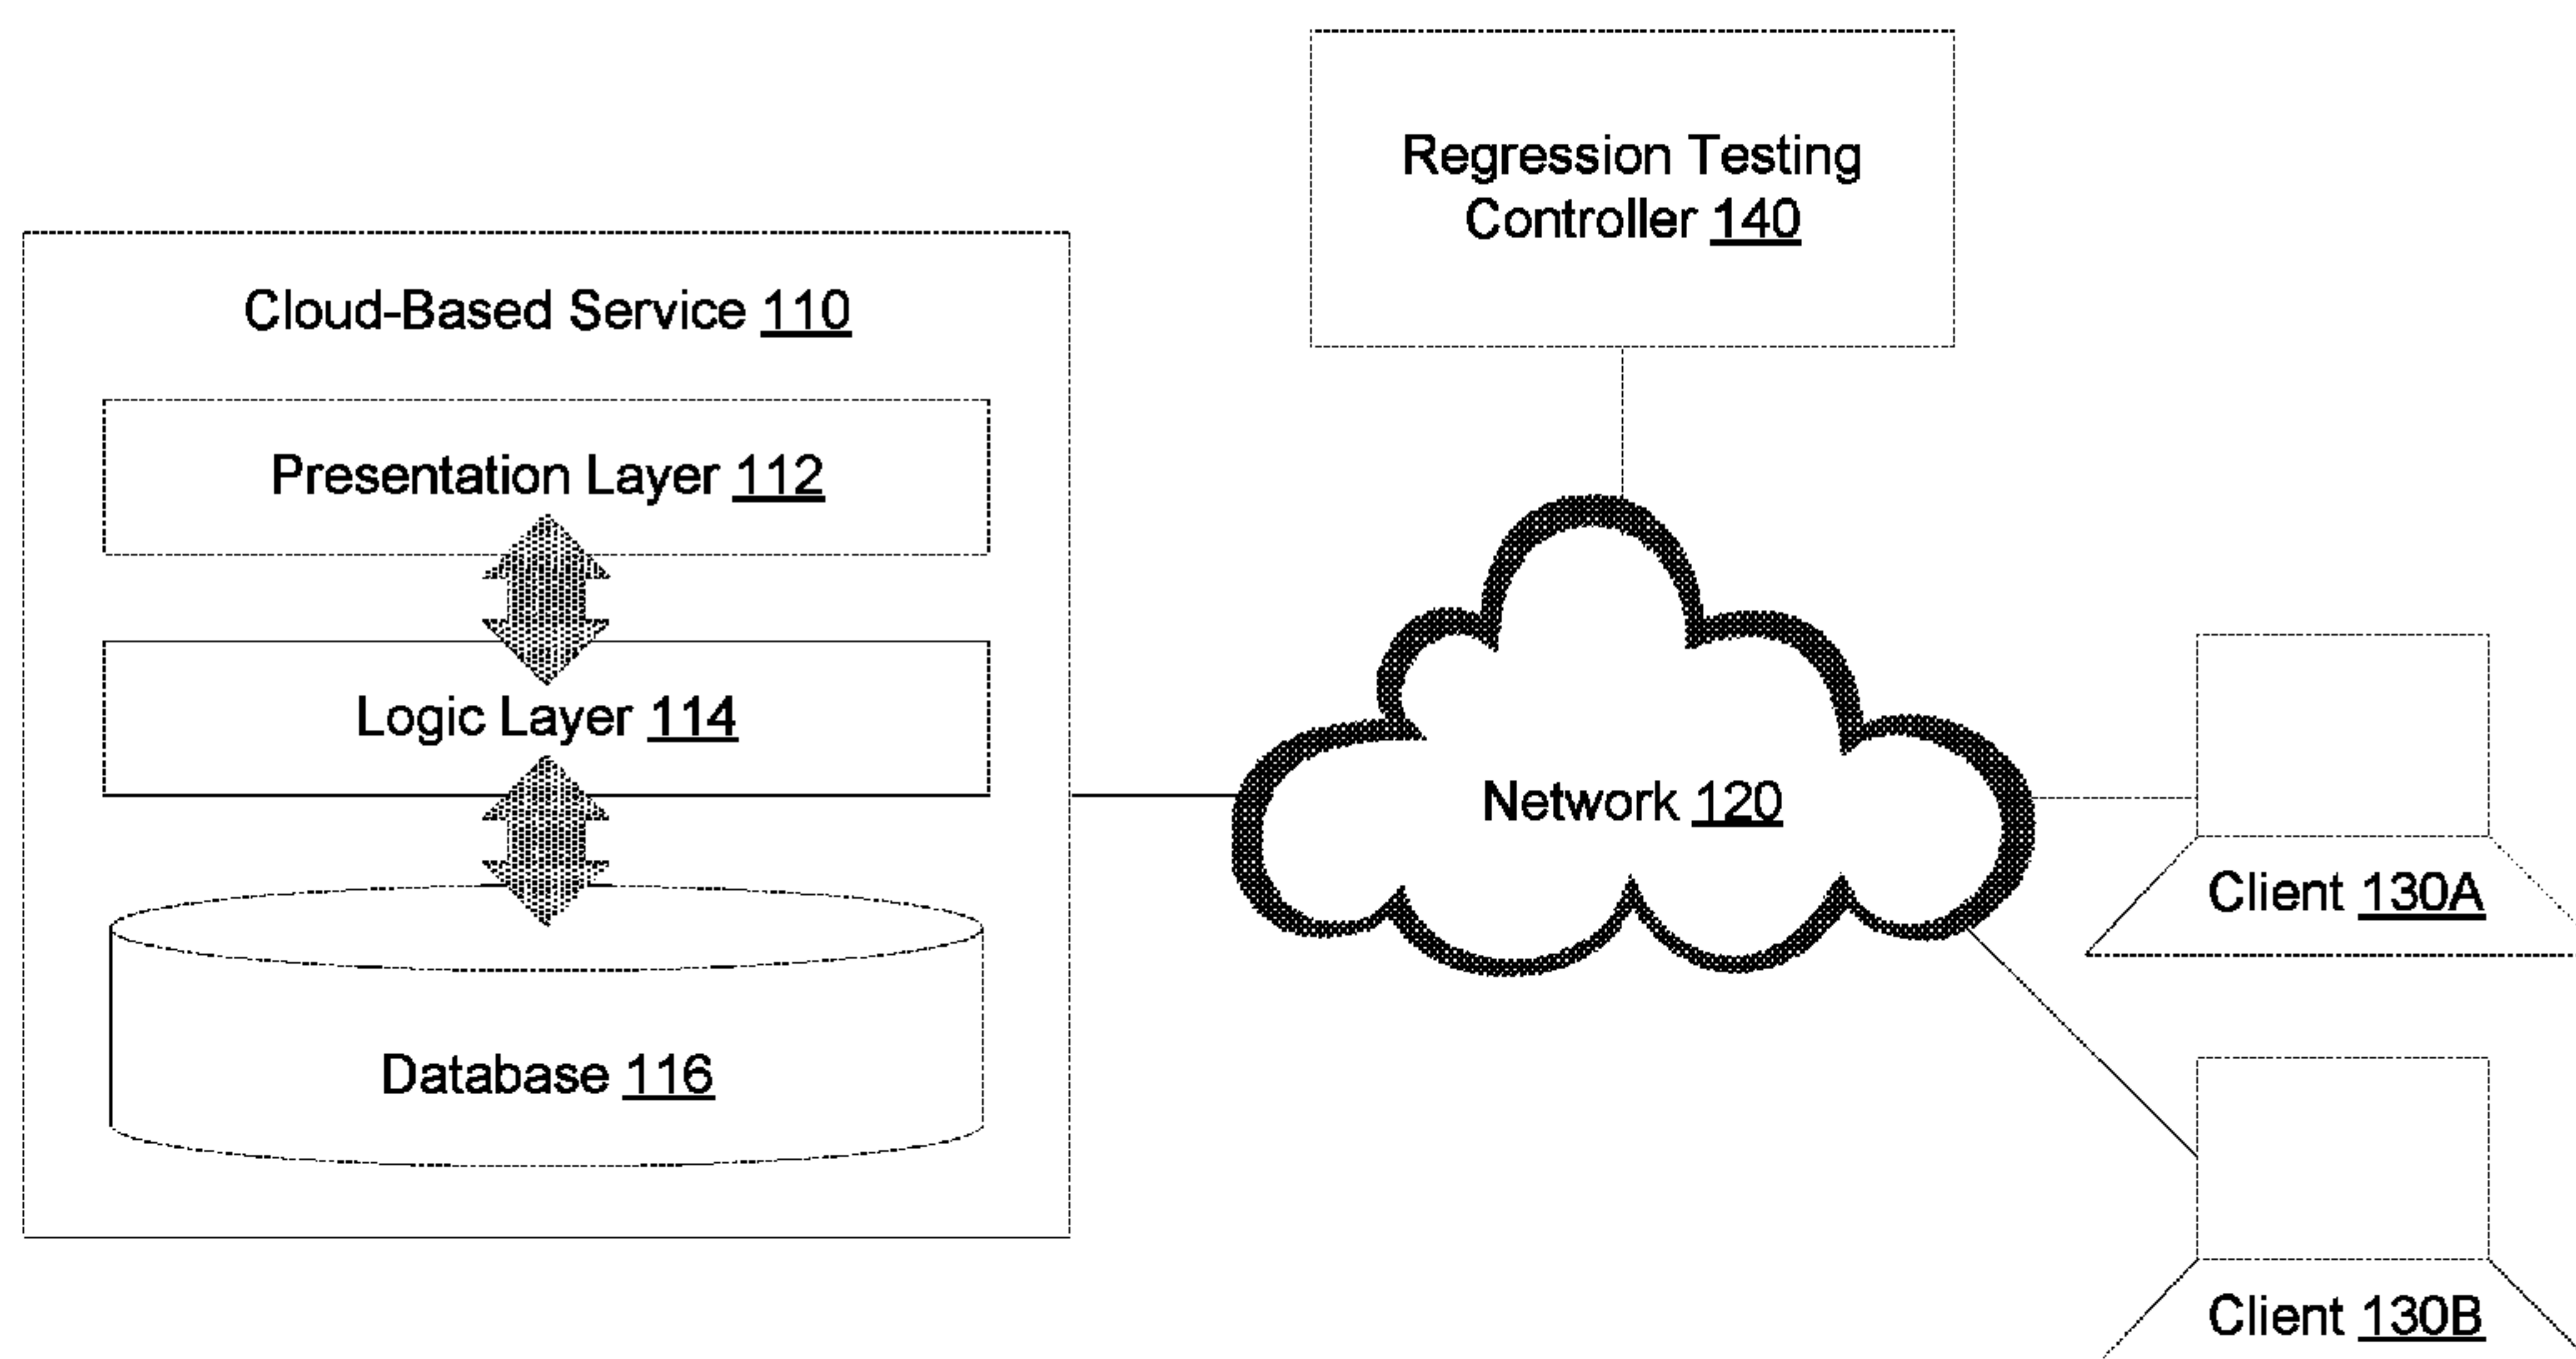 Regression Testing
Controller 140
Cloud-Based Service 110
Presentation Layer 112
Logic Layer 114
Database 116
Network 120
Client 130A
Client 130B